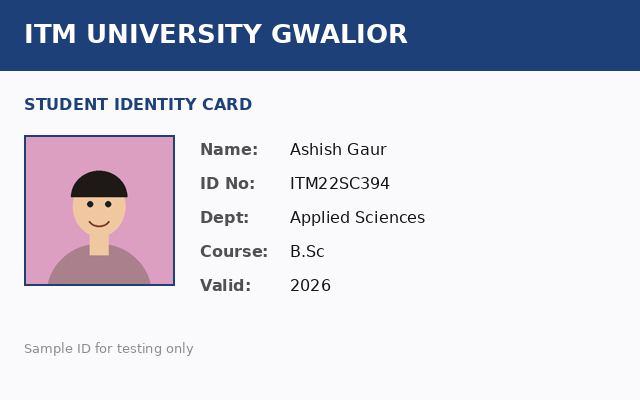 ITM UNIVERSITY GWALIOR
STUDENT IDENTITY CARD
Name: Ashish Gaur
ID No: ITM22SC394
Dept: Applied Sciences
Course: B.Sc
Valid: 2026
Sample ID for testing only